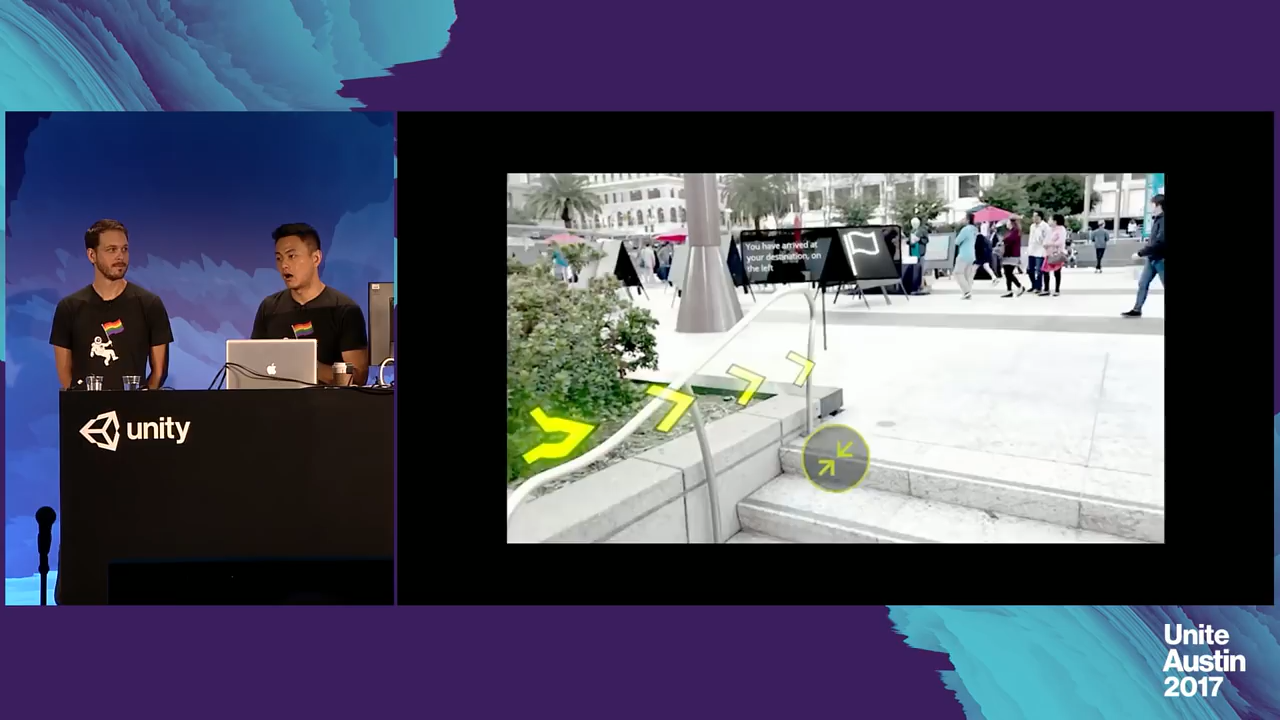 unity
You have arrived at
your destination, on
the left
Unite
Austin
2017